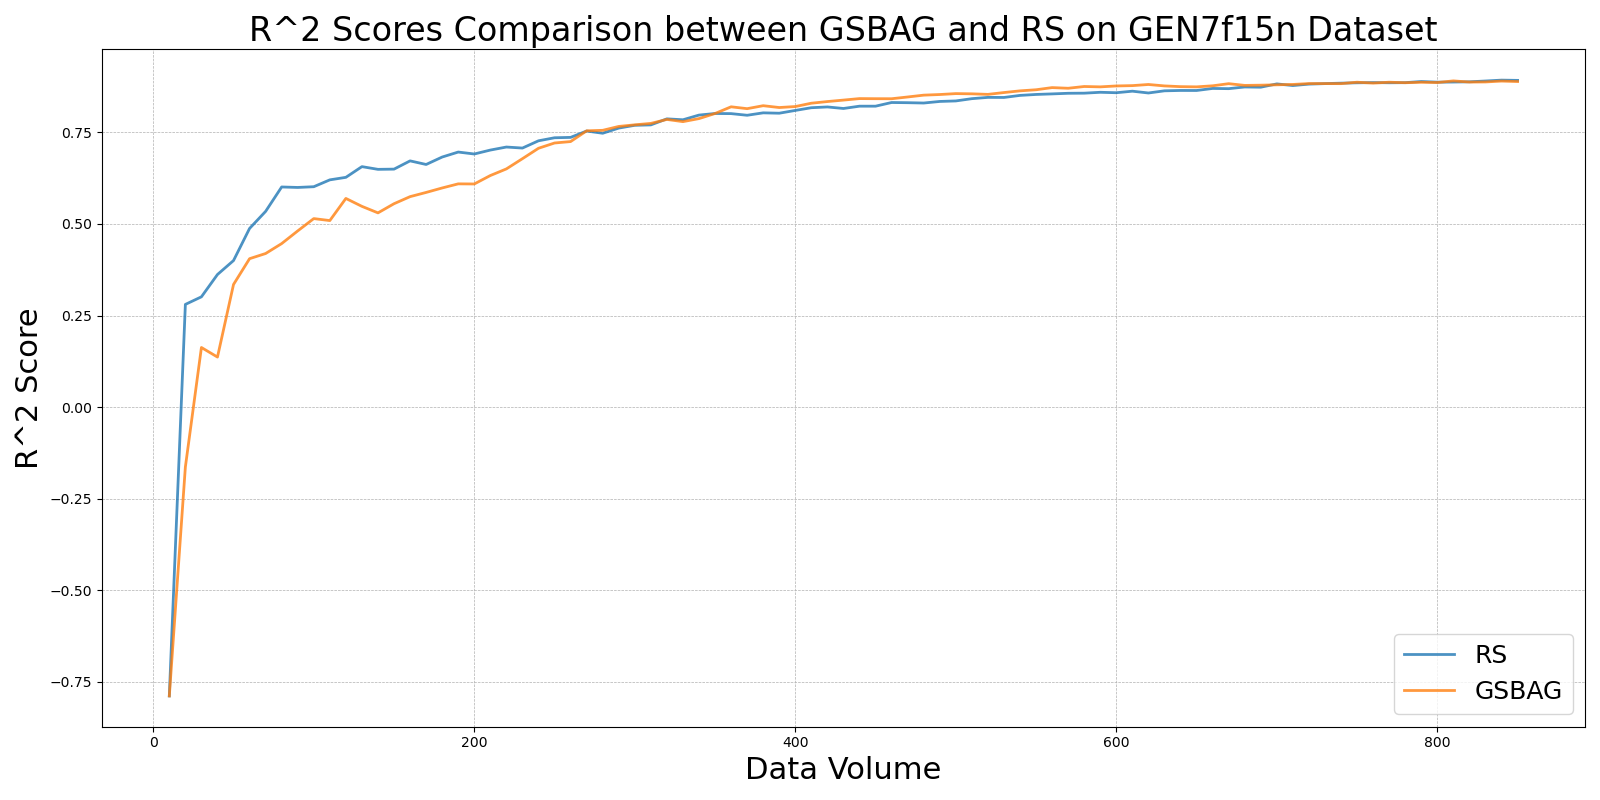 R^2 Scores Comparison between GSBAG and RS on GEN7f15n Dataset
R^2 Score
0.75
0.50
0.25
0.00
−0.25
−0.50
−0.75
RS
GSBAG
0 200 400 600 800
Data Volume